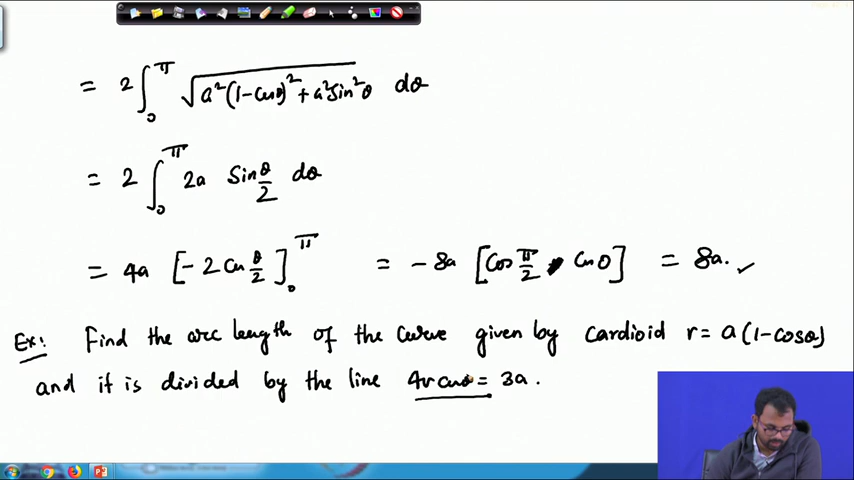 = 2 ∫₀^π √(a²(1-cosθ)² + a² Sin²θ) dθ
= 2 ∫₀^π 2a Sin θ/2 dθ
= 4a [-2 cos θ/2]₀^π = -8a [Cos π/2 - Cos 0] = 8a. ✓
Ex: Find the arc length of the curve given by cardioid r = a(1-cosθ)
and it is divided by the line 4r cosθ = 3a.